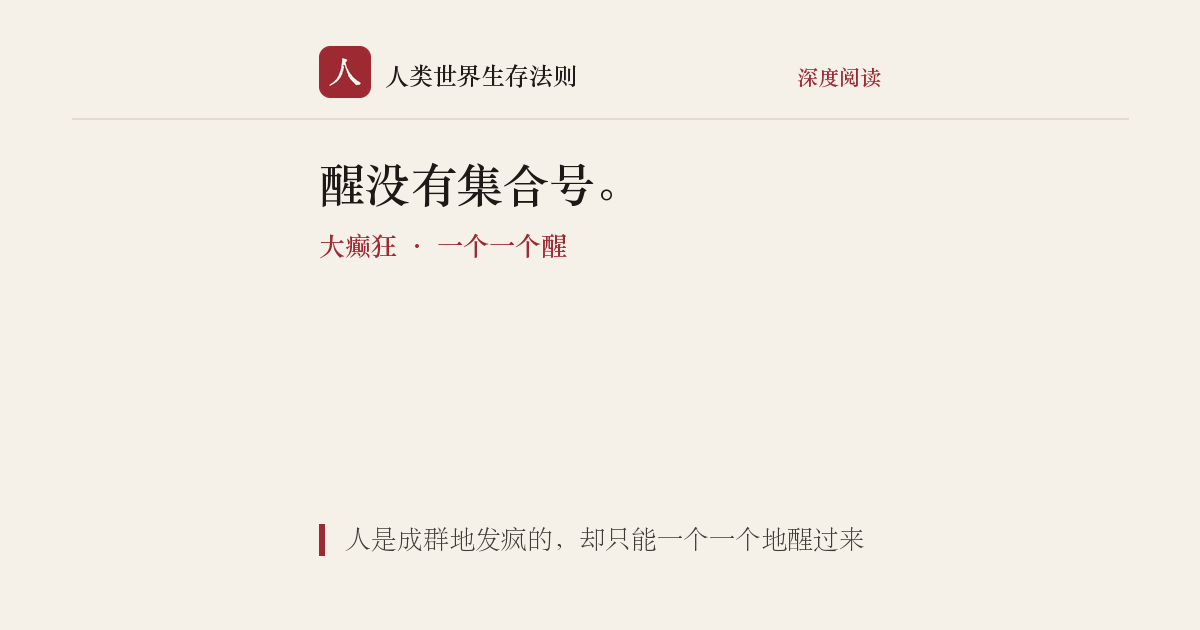 人
人类世界生存法则
深度阅读
醒没有集合号。
大癫狂 · 一个一个醒
人是成群地发疯的，却只能一个一个地醒过来